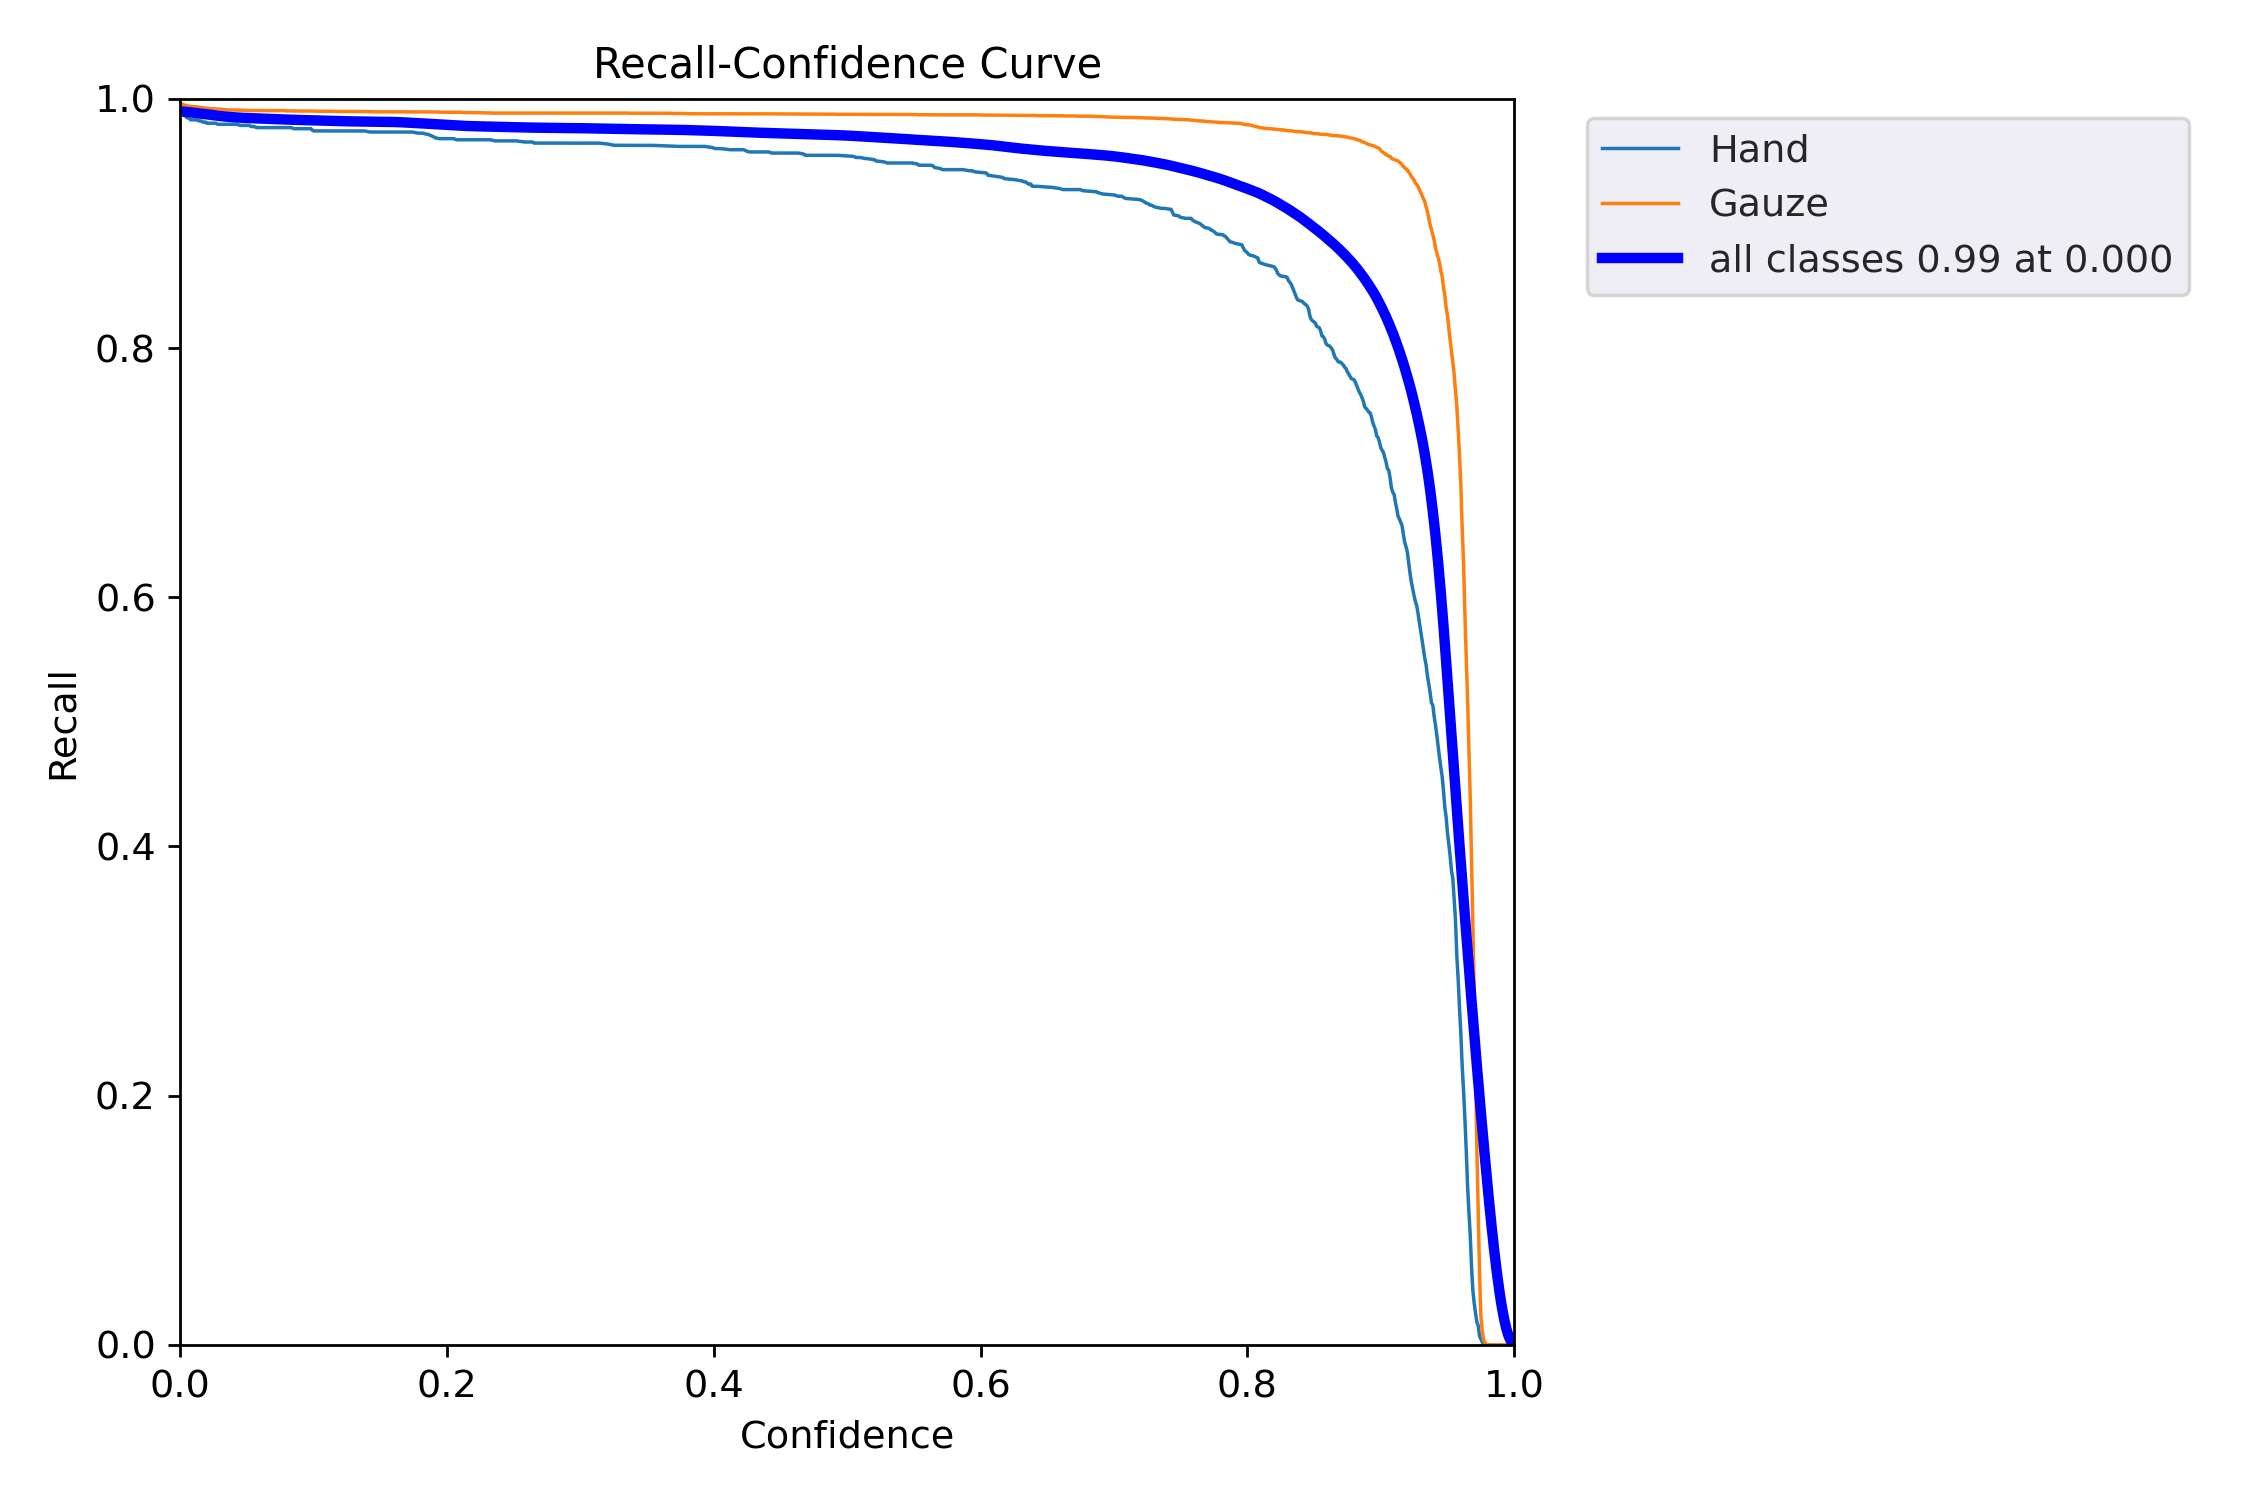 Recall-Confidence Curve
1.0
0.8
0.6
0.4
0.2
0.0
Recall
0.0 0.2 0.4 0.6 0.8 1.0
Confidence
Hand
Gauze
all classes 0.99 at 0.000